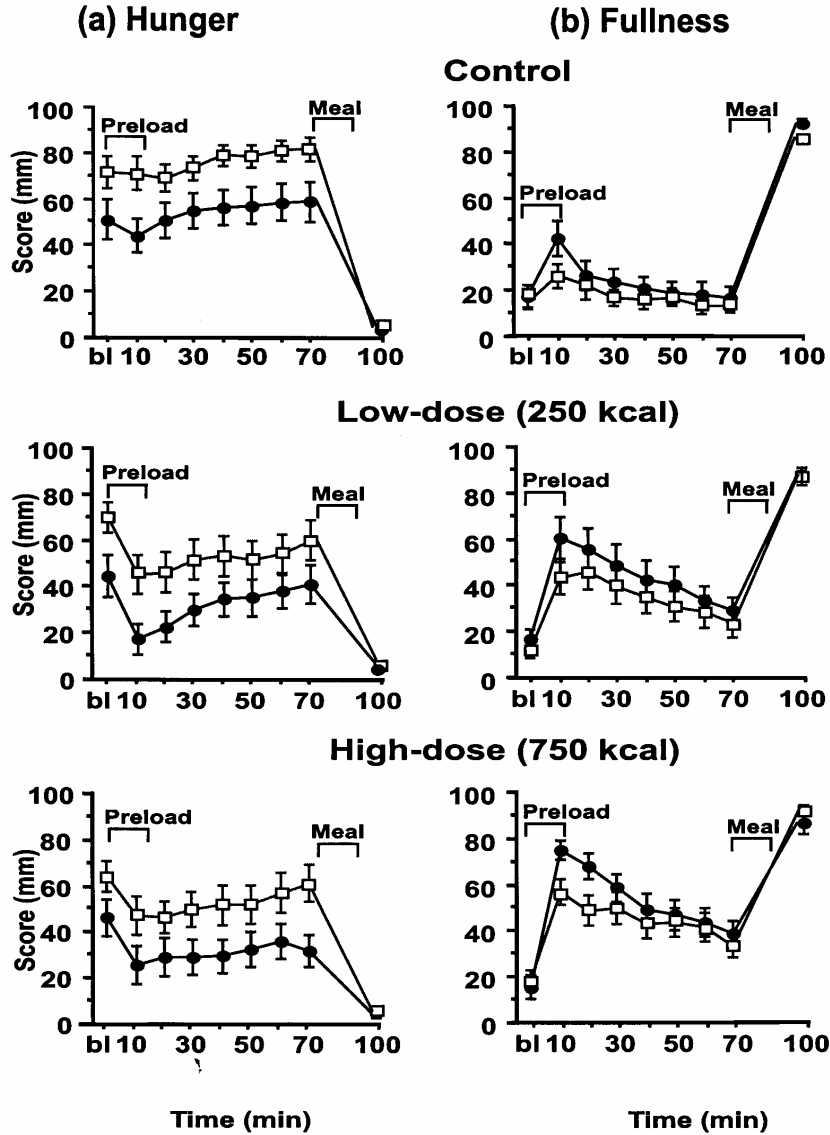 (a) Hunger (b) Fullness
Control
100 Preload Meal
80
60
40
20
0
Score (mm)
bl 10 30 50 70 100
100 Meal
80
60 Preload
40
20
0
bl 10 30 50 70 100
Low-dose (250 kcal)
100 Preload
80 Meal
60
40
20
0
Score (mm)
bl 10 30 50 70 100
100 Preload
80 Meal
60
40
20
0
bl 10 30 50 70 100
High-dose (750 kcal)
100 Preload
80 Meal
60
40
20
0
Score (mm)
bl 10 30 50 70 100
100 Preload
80 Meal
60
40
20
0
bl 10 30 50 70 100
Time (min) Time (min)